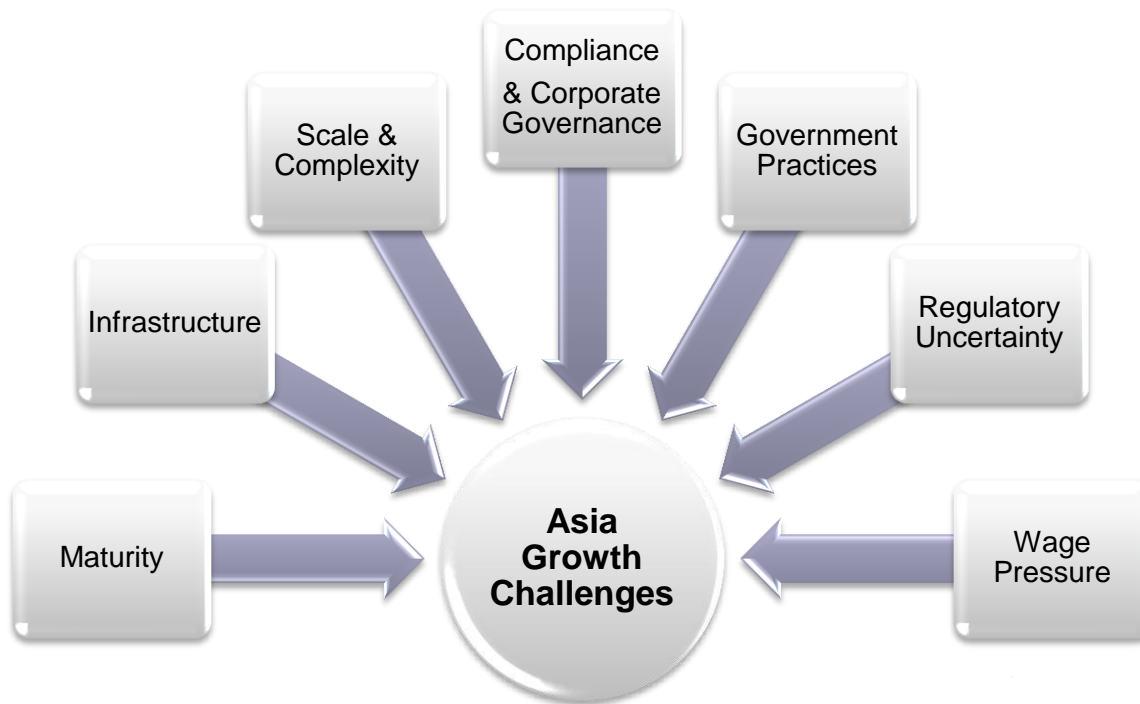 Compliance
& Corporate
Governance
Scale &
Complexity
Government
Practices
Infrastructure
Regulatory
Uncertainty
Maturity
Asia
Growth
Challenges
Wage
Pressure